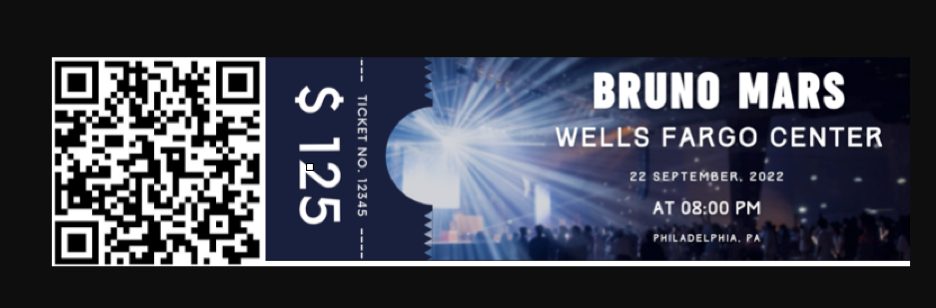 $ 125
TICKET NO. 12345
BRUNO MARS
WELLS FARGO CENTER
22 SEPTEMBER, 2022
AT 08:00 PM
PHILADELPHIA, PA